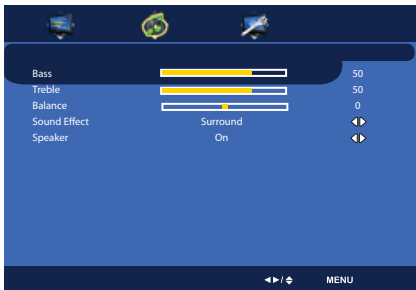 Bass 50
Treble 50
Balance 0
Sound Effect Surround
Speaker On
/ MENU